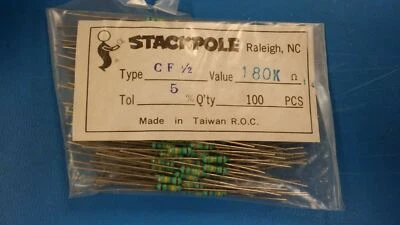 STACKPOLE Raleigh, NC
Type CF ½ Value 180K Ω
Tol 5 % Q'ty 100 PCS
Made in Taiwan R.O.C.